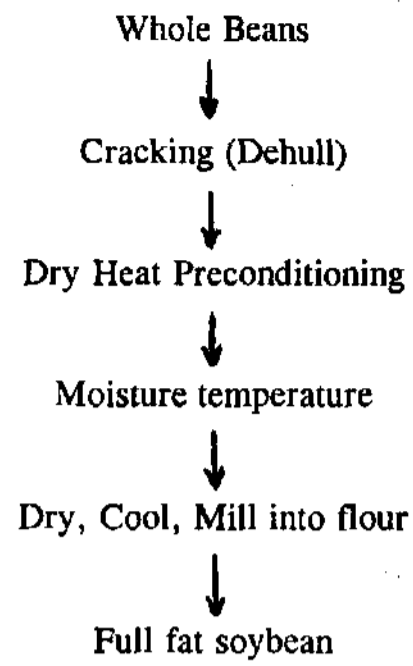 Whole Beans
Cracking (Dehull)
Dry Heat Preconditioning
Moisture temperature
Dry, Cool, Mill into flour
Full fat soybean